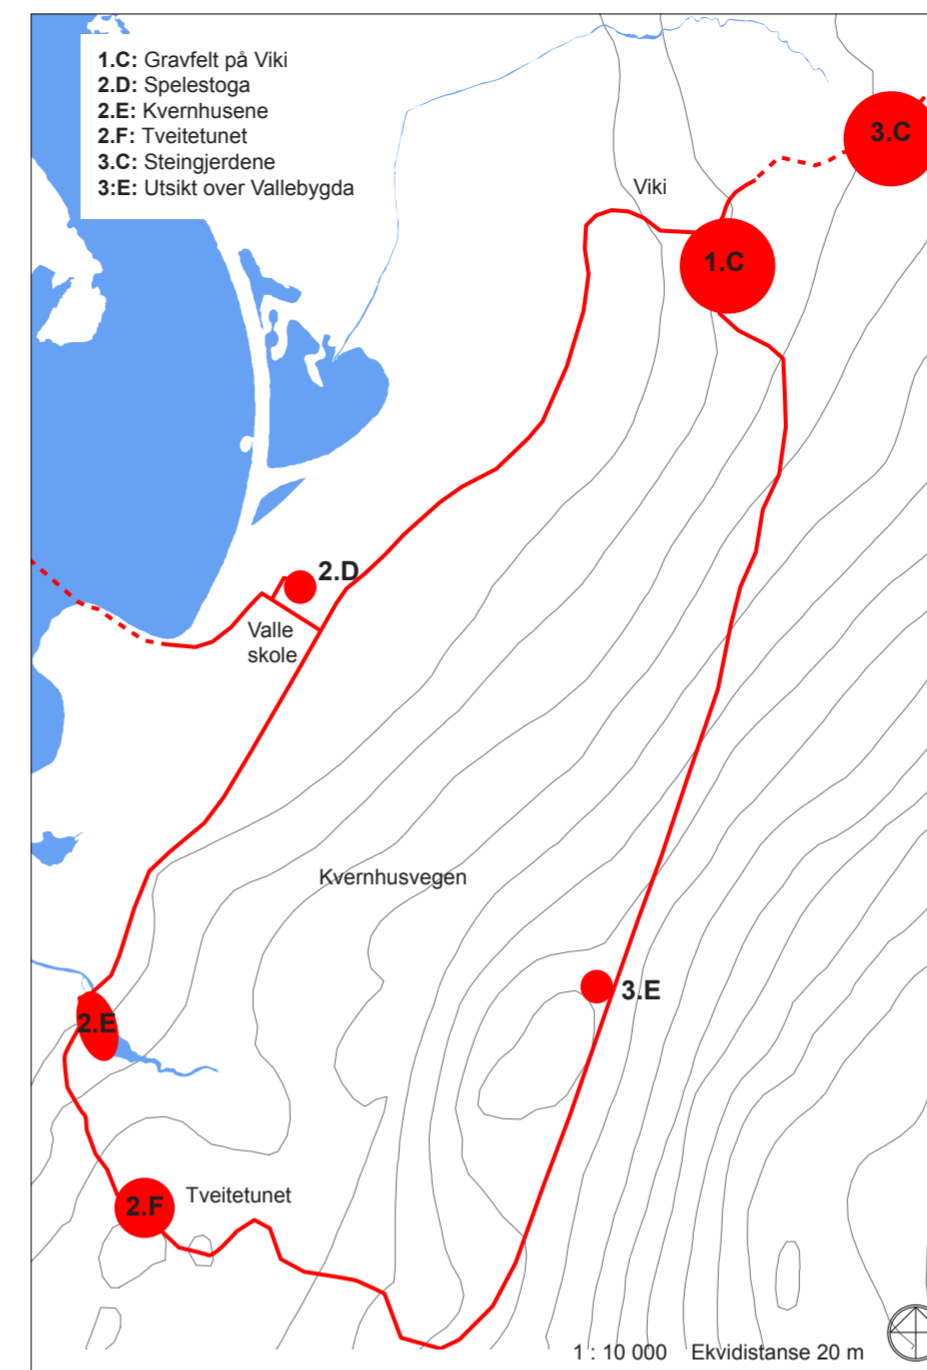 1.C: Gravfelt på Viki
2.D: Spelestoga
2.E: Kvernhusene
2.F: Tveitetunet
3.C: Steingjerdene
3:E: Utsikt over Vallebygda
3.C
Viki
1.C
2.D
Valle
skole
Kvernhusvegen
3.E
2.E
Tveitetunet
2.F
1 : 10 000 Ekvidistanse 20 m